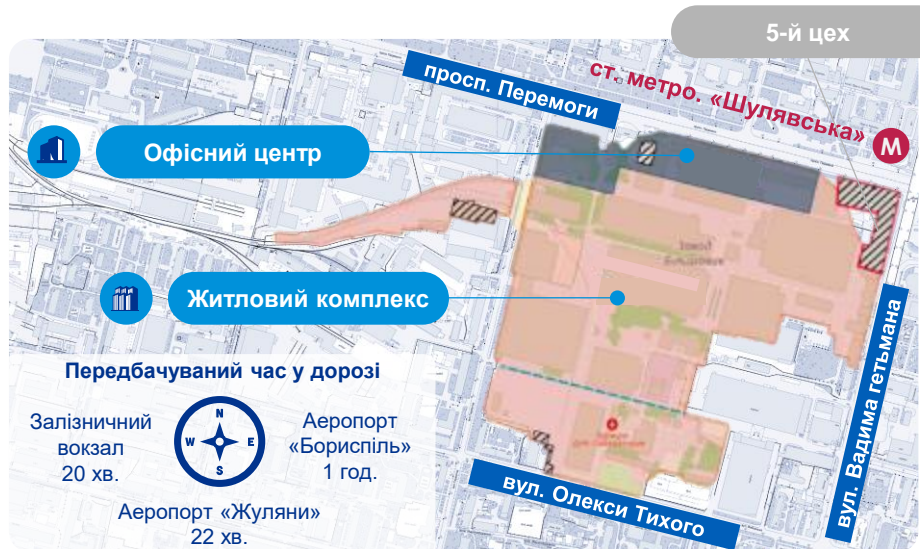 5-й цех
просп. Перемоги
ст. метро. «Шулявська»
М
Офісний центр
Житловий комплекс
вул. Вадима гетьмана
вул. Олекси Тихого
Передбачуваний час у дорозі
Залізничний
вокзал
20 хв.
N
W
E
S
Аеропорт
«Бориспіль»
1 год.
Аеропорт «Жуляни»
22 хв.